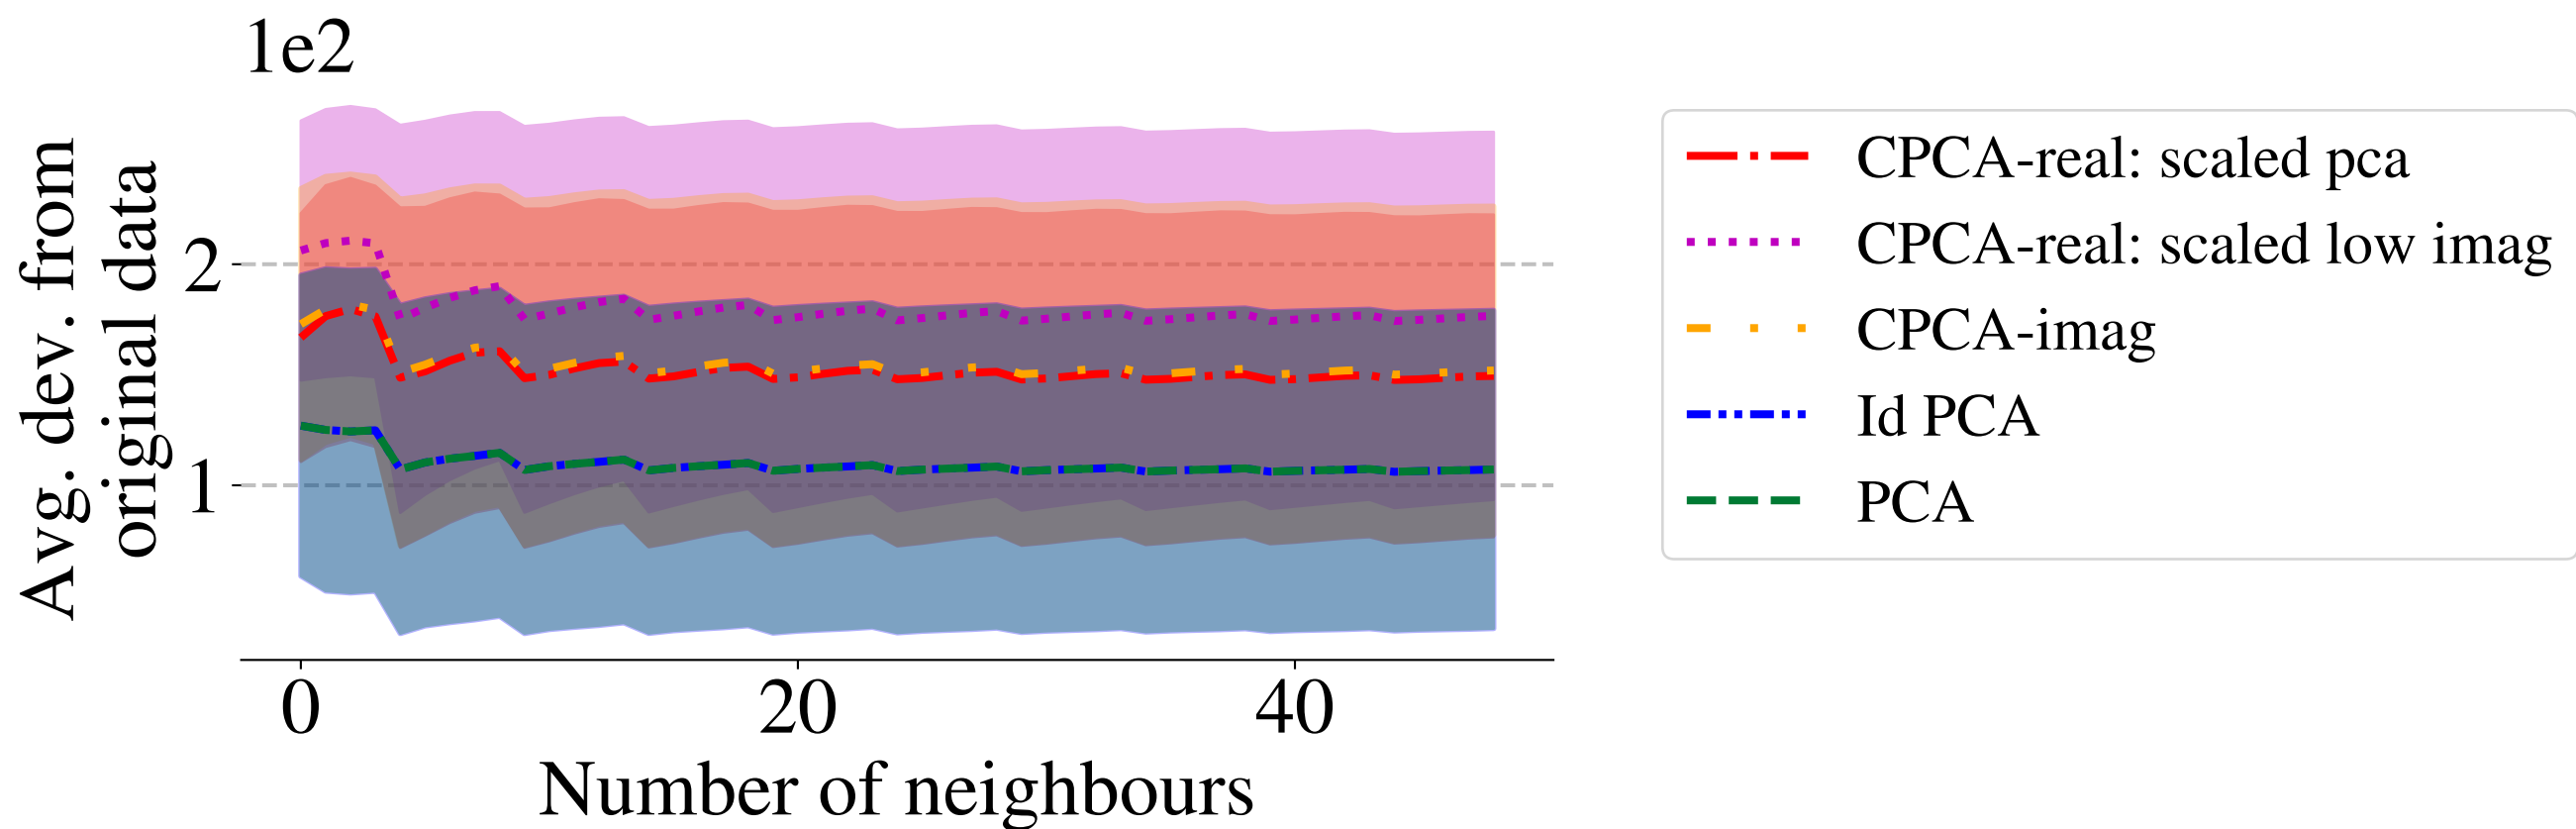 1e2
Avg. dev. from
original data
2
1
0
20
40
Number of neighbours
CPCA-real: scaled pca
CPCA-real: scaled low imag
CPCA-imag
Id PCA
PCA